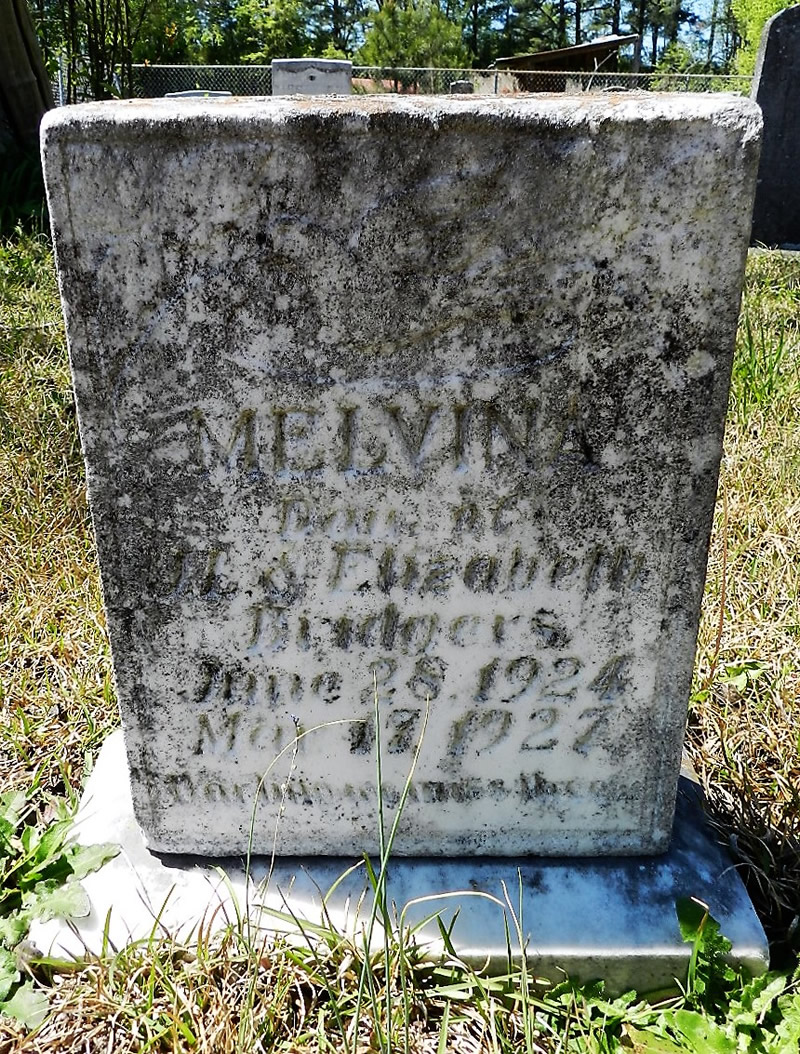 MELVINA
Dau. of
H. & Elizabeth
Bridgers
June 28, 1924
Mar 17, 1927